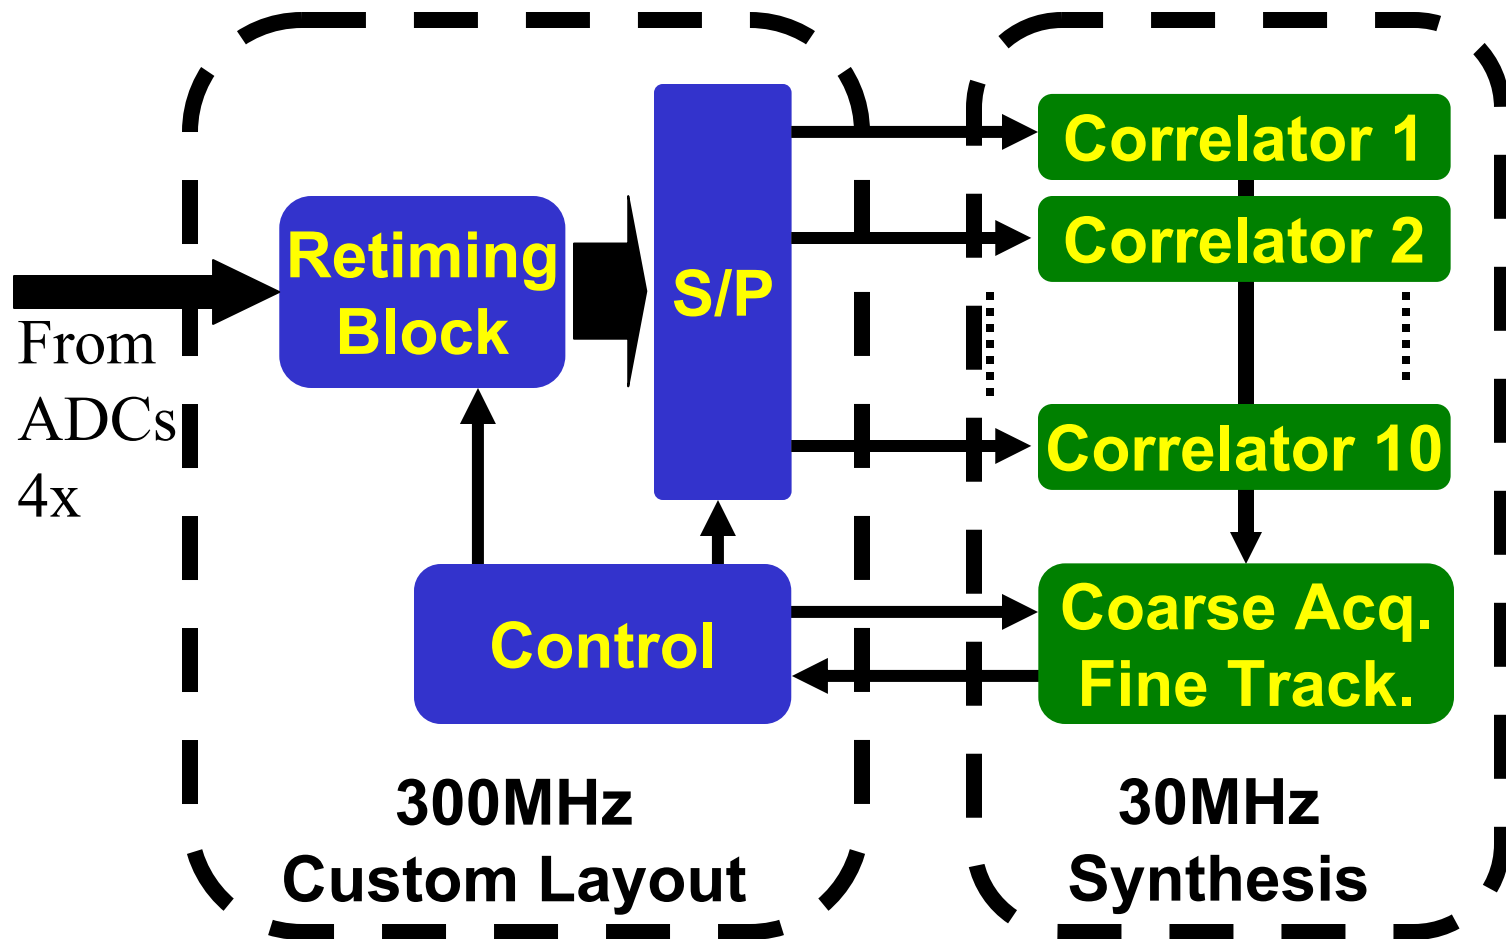 From
ADCs
4x
Retiming
Block
S/P
Control
300MHz
Custom Layout
Correlator 1
Correlator 2
Correlator 10
Coarse Acq.
Fine Track.
30MHz
Synthesis